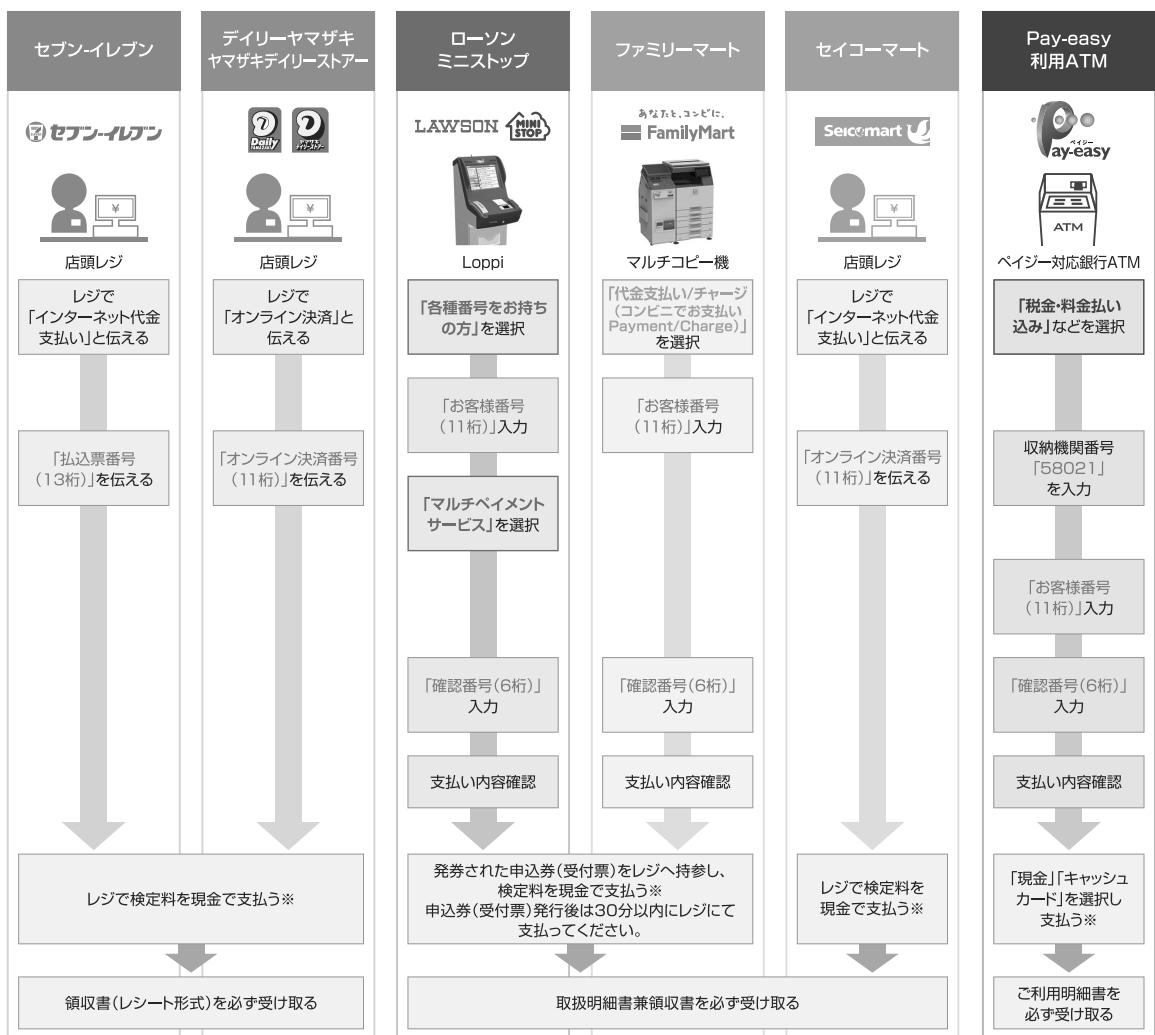 セブン-イレブン
セブン-イレブン
¥
店頭レジ
レジで
「インターネット代金
支払い」と伝える
「払込票番号
(13桁)」を伝える
デイリーヤマザキ
ヤマザキデイリーストアー
Daily
YAMAZAKI
デイリーストアー
¥
店頭レジ
レジで
「オンライン決済」と
伝える
「オンライン決済番号
(11桁)」を伝える
レジで検定料を現金で支払う※
領収書(レシート形式)を必ず受け取る
ローソン
ミニストップ
LAWSON
MINI
STOP
Loppi
「各種番号をお持ち
の方」を選択
「お客様番号
(11桁)」入力
「マルチペイメント
サービス」を選択
「確認番号(6桁)」
入力
支払い内容確認
ファミリーマート
あなたと、コンビに、
FamilyMart
マルチコピー機
「代金支払い/チャージ
(コンビニでお支払い
Payment/Charge)」
を選択
「お客様番号
(11桁)」入力
「確認番号(6桁)」
入力
支払い内容確認
発券された申込券(受付票)をレジへ持参し、
検定料を現金で支払う※
申込券(受付票)発行後は30分以内にレジにて
支払ってください。
セイコーマート
Seicomart
¥
店頭レジ
レジで
「インターネット代金
支払い」と伝える
「オンライン決済番号
(11桁)」を伝える
レジで検定料を
現金で支払う※
取扱明細書兼領収書を必ず受け取る
Pay-easy
利用ATM
ペイジー
Pay-easy
ATM
ペイジー対応銀行ATM
「税金・料金払い
込み」などを選択
収納機関番号
「58021」
を入力
「お客様番号
(11桁)」入力
「確認番号(6桁)」
入力
支払い内容確認
「現金」「キャッシュ
カード」を選択し
支払う※
ご利用明細書を
必ず受け取る